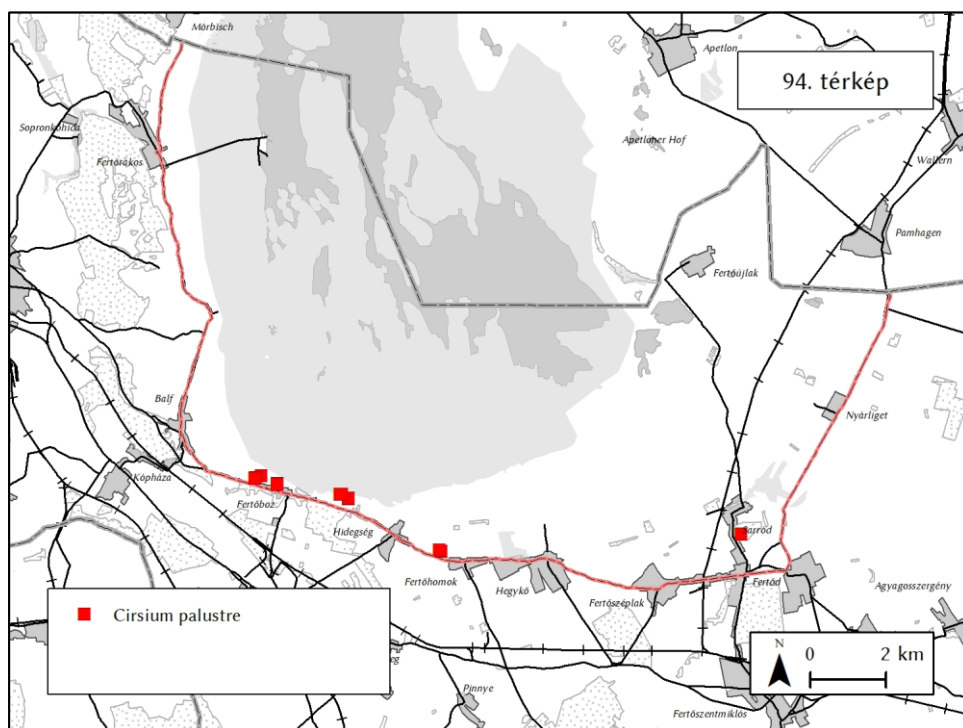 Mörbisch
Apetlon
94. térkép
Sopronkőhida
Fertőrákos
Apetloner Hof
Wallern
Pamhagen
Fertőújlak
Balf
Nyárliget
Kópháza
Fertőboz
Hidegség
Sarród
Fertőhomok
Hegykő
Fertőszéplak
Fertőd
Agyagosszergény
Cirsium palustre
N
0 2 km
Pinnye
Fertőszentmiklós